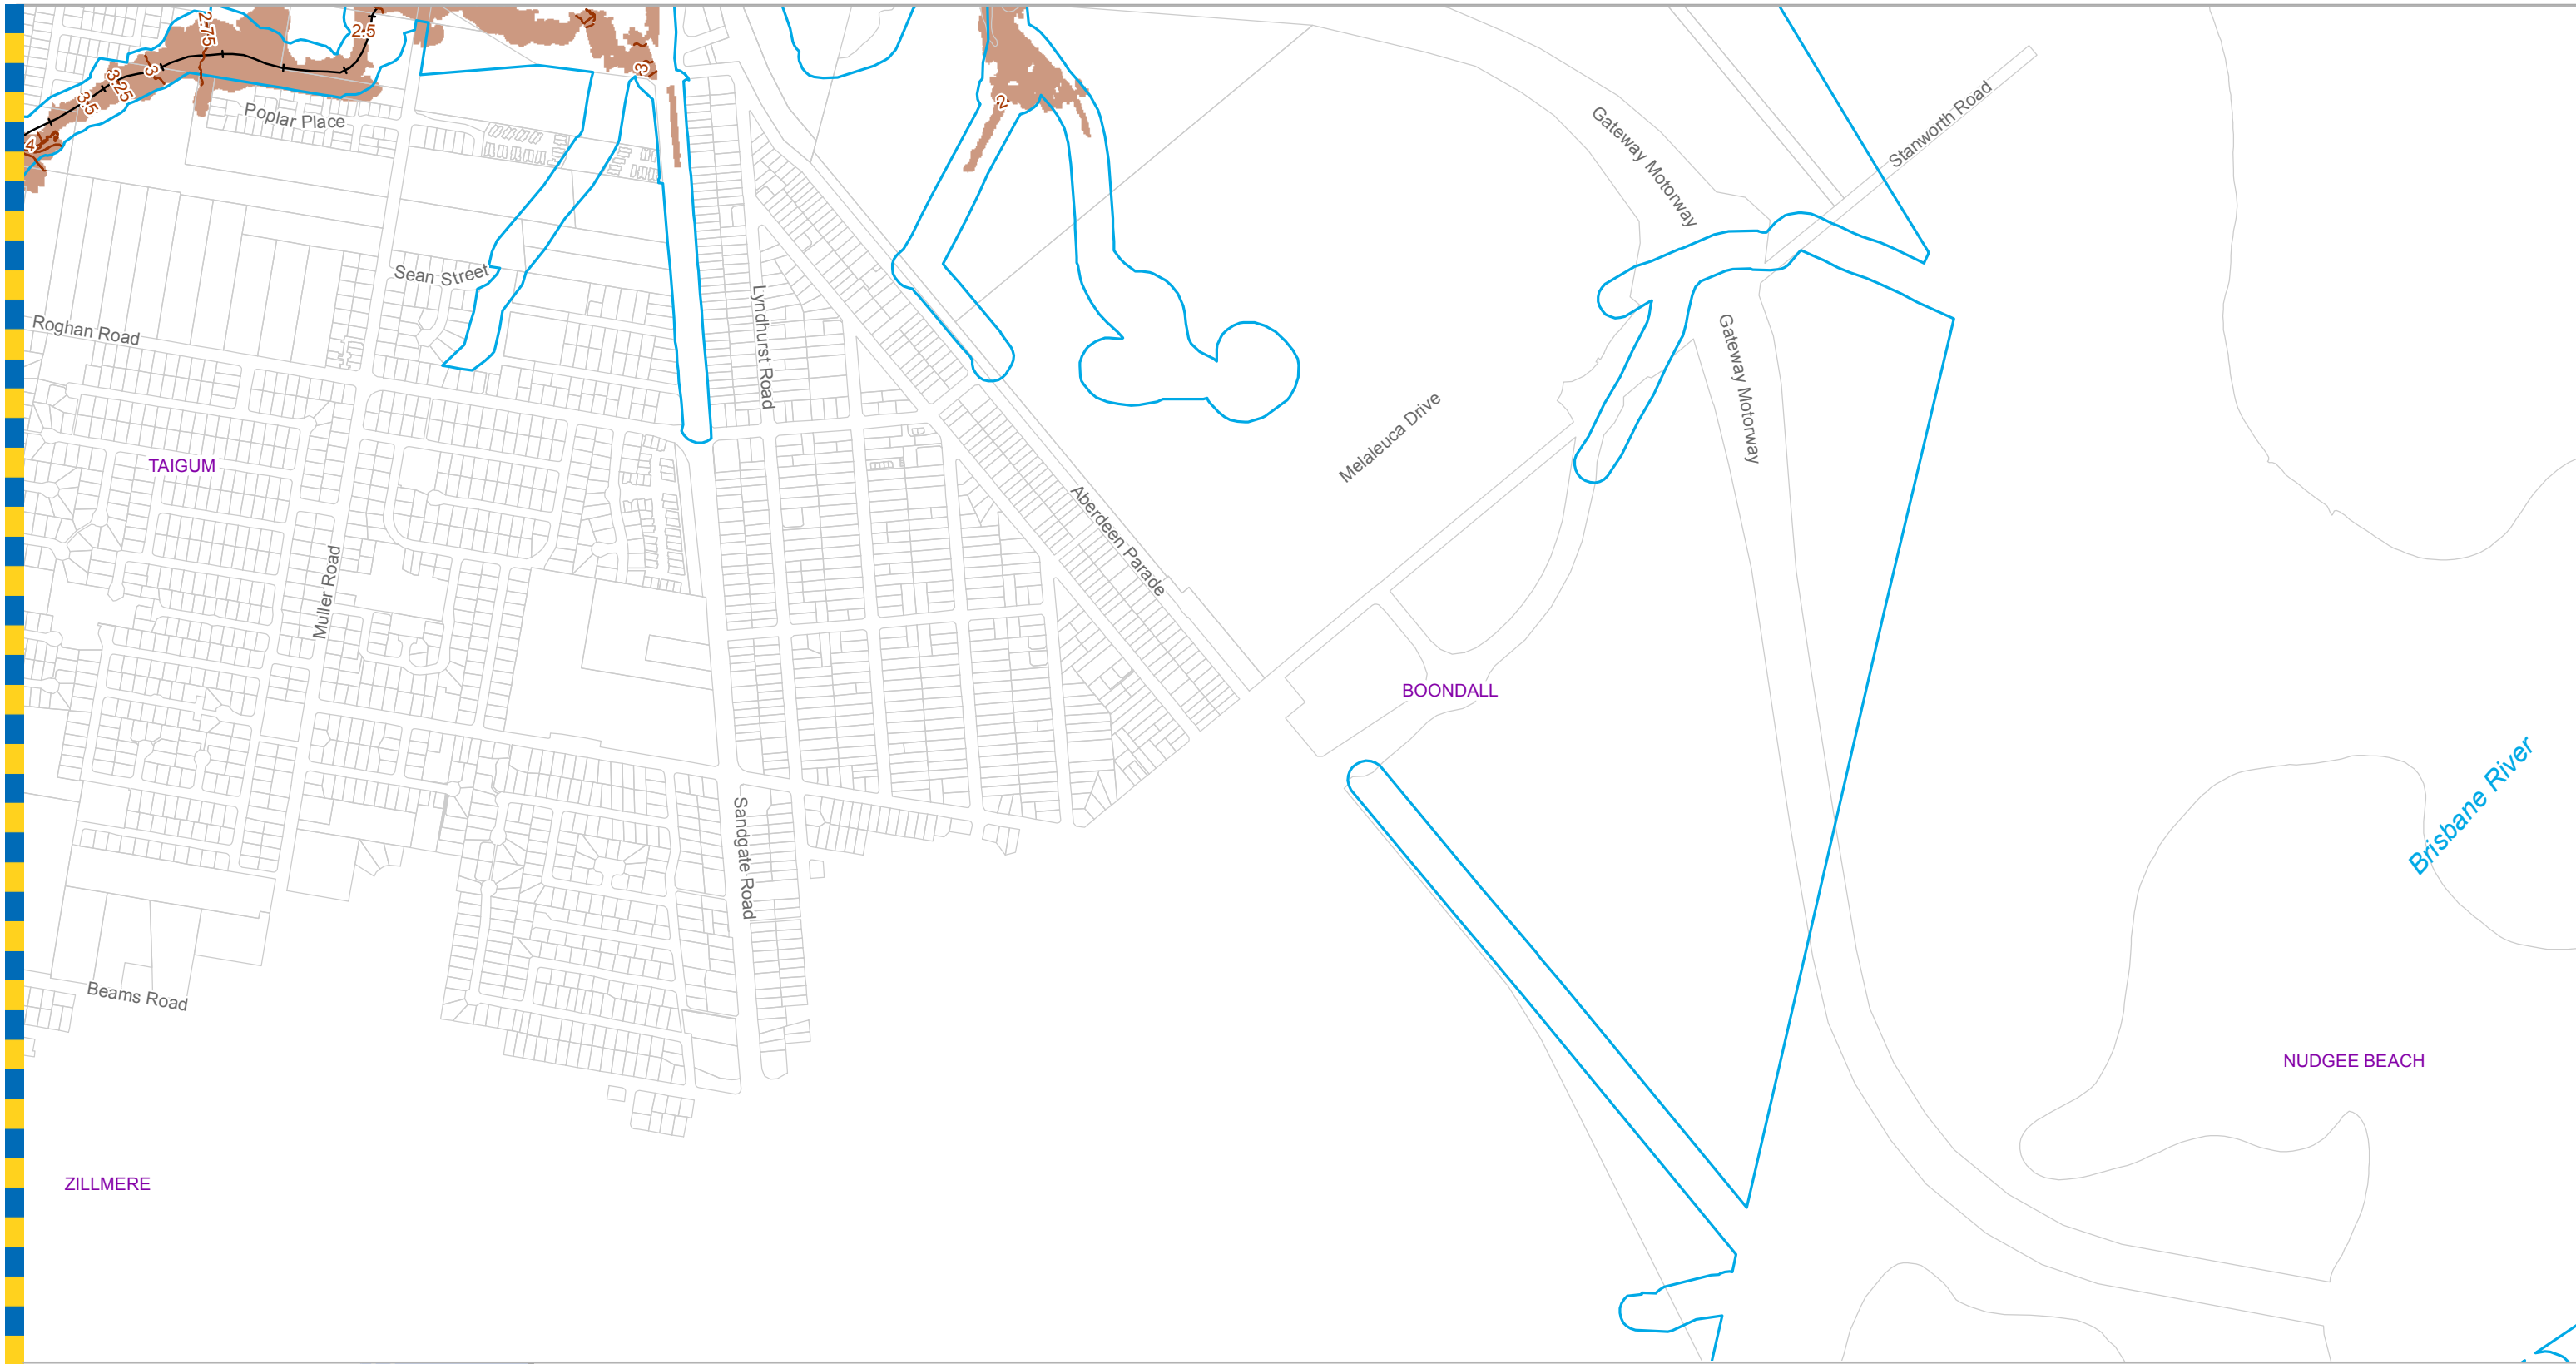 2.75
2.5
3
3.25
3.5
4
3
2
Poplar Place
Stanworth Road
Gateway Motorway
Sean Street
Lyndhurst Road
Roghan Road
Gateway Motorway
Melaleuca Drive
TAIGUM
Aberdeen Parade
Muller Road
BOONDALL
Brisbane River
Sandgate Road
Beams Road
NUDGEE BEACH
ZILLMERE